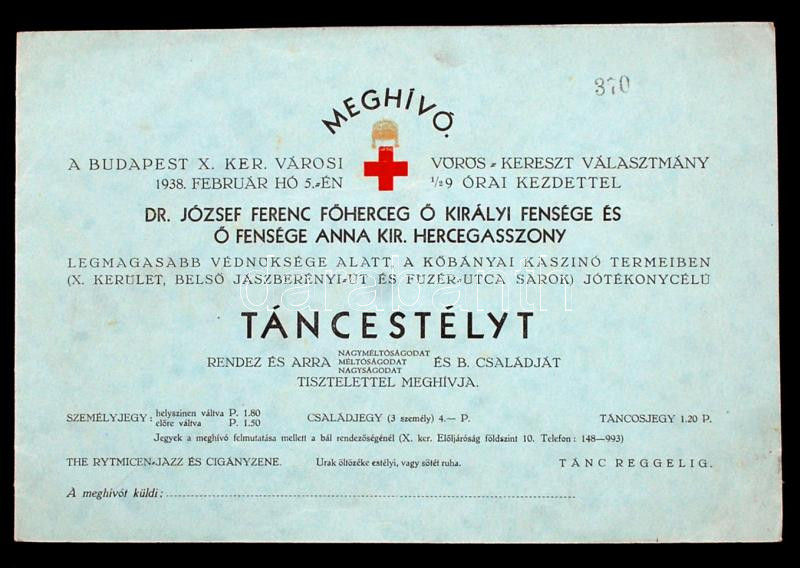 370
MEGHÍVÓ.
A BUDAPEST X. KER. VÁROSI VÖRÖS-KERESZT VÁLASZTMÁNY
1938. FEBRUÁR HÓ 5.-ÉN 1/29 ÓRAI KEZDETTEL
DR. JÓZSEF FERENC FŐHERCEG Ő KIRÁLYI FENSÉGE ÉS
Ő FENSÉGE ANNA KIR. HERCEGASSZONY
LEGMAGASABB VÉDNÖKSÉGE ALATT, A KŐBÁNYAI KASZINÓ TERMEIBEN
(X. KERÜLET, BELSŐ JÁSZBERÉNYI-ÚT ÉS FÜZÉR-UTCA SAROK) JÓTÉKONYCÉLÚ
darabanth
TÁNCESTÉLYT
RENDEZ ÉS ARRA NAGYMÉLTÓSÁGODAT MÉLTÓSÁGODAT NAGYSÁGODAT ÉS B. CSALÁDJÁT
TISZTELETTEL MEGHÍVJA.
SZEMÉLYJEGY: helyszinen váltva P. 1.80 CSALÁDJEGY (3 személy) 4.— P. TÁNCOSJEGY 1.20 P.
előre váltva P. 1.50
Jegyek a meghívó felmutatása mellett a bál rendezőségénél (X. ker. Előljáróság földszint 10. Telefon: 148—993)
THE RYTMICEN-JAZZ ÉS CIGÁNYZENE. Urak öltözéke estélyi, vagy sötét ruha. TÁNC REGGELIG.
A meghívót küldi: